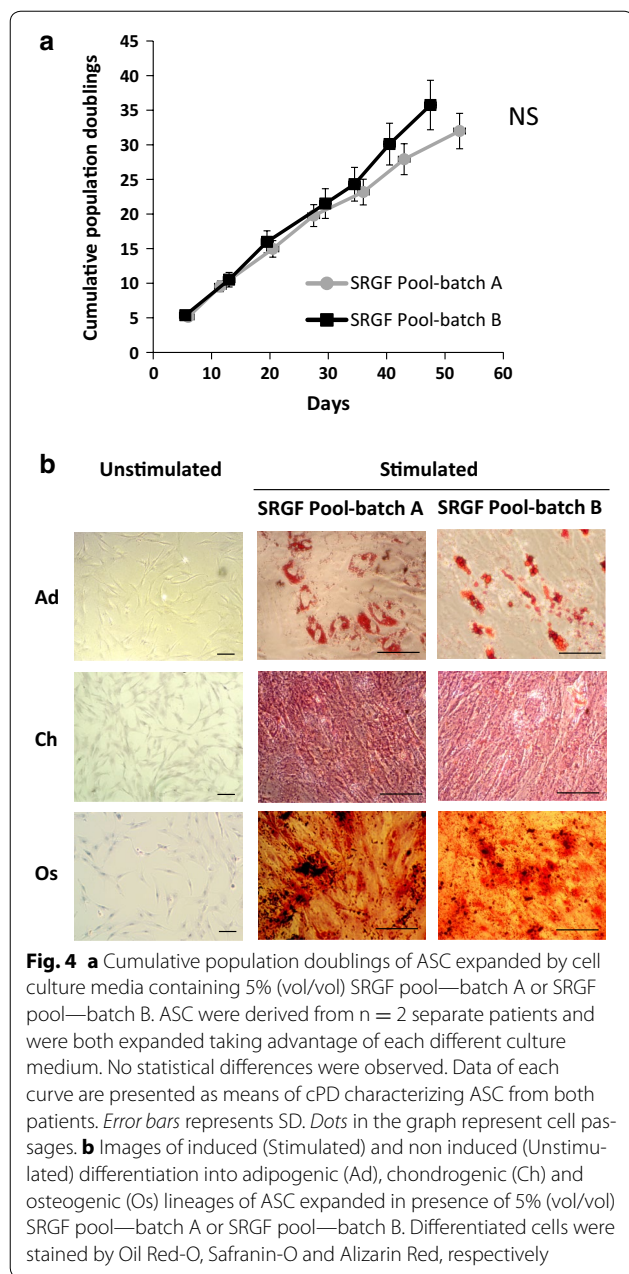 a
45
40
35
30
25
20
15
10
5
0
Cumulative population doublings
NS
SRGF Pool-batch A
SRGF Pool-batch B
0 10 20 30 40 50 60
Days
b
Unstimulated Stimulated
SRGF Pool-batch A SRGF Pool-batch B
Ad
Ch
Os
Fig. 4 a Cumulative population doublings of ASC expanded by cell
culture media containing 5% (vol/vol) SRGF pool—batch A or SRGF
pool—batch B. ASC were derived from n = 2 separate patients and
were both expanded taking advantage of each different culture
medium. No statistical differences were observed. Data of each
curve are presented as means of cPD characterizing ASC from both
patients. Error bars represents SD. Dots in the graph represent cell pas-
sages. b Images of induced (Stimulated) and non induced (Unstimu-
lated) differentiation into adipogenic (Ad), chondrogenic (Ch) and
osteogenic (Os) lineages of ASC expanded in presence of 5% (vol/vol)
SRGF pool—batch A or SRGF pool—batch B. Differentiated cells were
stained by Oil Red-O, Safranin-O and Alizarin Red, respectively